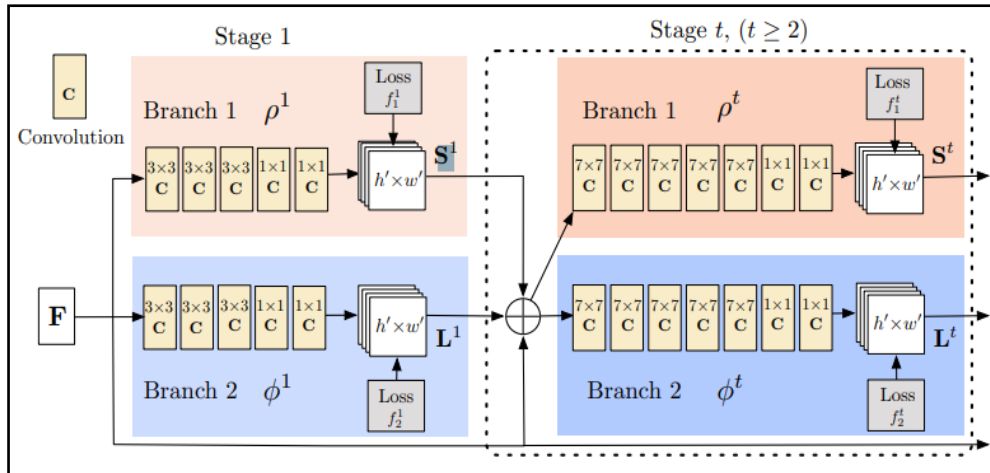 Stage 1
Stage t, (t ≥ 2)
C
Convolution
Branch 1 ρ¹
Loss
f₁¹
3×3 C
3×3 C
3×3 C
1×1 C
1×1 C
h′×w′
S¹
Branch 1 ρᵗ
Loss
f₁ᵗ
7×7 C
7×7 C
7×7 C
7×7 C
7×7 C
1×1 C
1×1 C
h′×w′
Sᵗ
F
3×3 C
3×3 C
3×3 C
1×1 C
1×1 C
h′×w′
L¹
Branch 2 ϕ¹
Loss
f₂¹
7×7 C
7×7 C
7×7 C
7×7 C
7×7 C
1×1 C
1×1 C
h′×w′
Lᵗ
Branch 2 ϕᵗ
Loss
f₂ᵗ